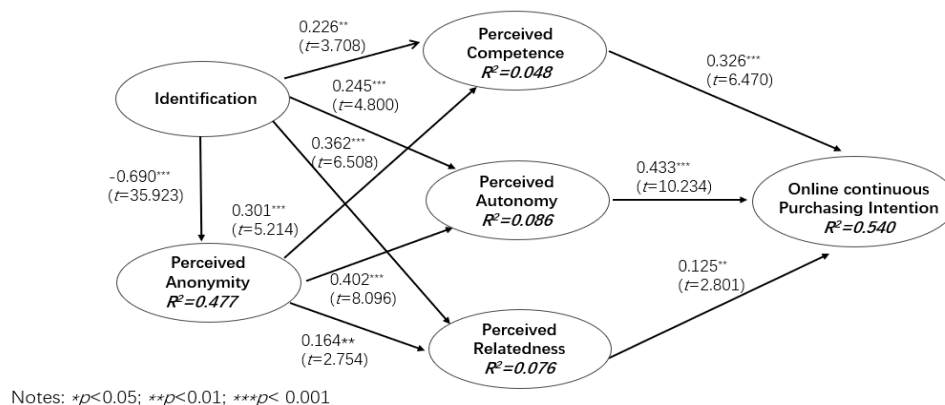 0.226**
(t=3.708)
Perceived
Competence
R²=0.048
0.326***
(t=6.470)
Identification
0.245***
(t=4.800)
0.362***
(t=6.508)
-0.690***
(t=35.923)
Perceived
Autonomy
R²=0.086
0.433***
(t=10.234)
Online continuous
Purchasing Intention
R²=0.540
0.301***
(t=5.214)
Perceived
Anonymity
R²=0.477
0.402***
(t=8.096)
0.125**
(t=2.801)
0.164**
(t=2.754)
Perceived
Relatedness
R²=0.076
Notes: *p<0.05; **p<0.01; ***p< 0.001